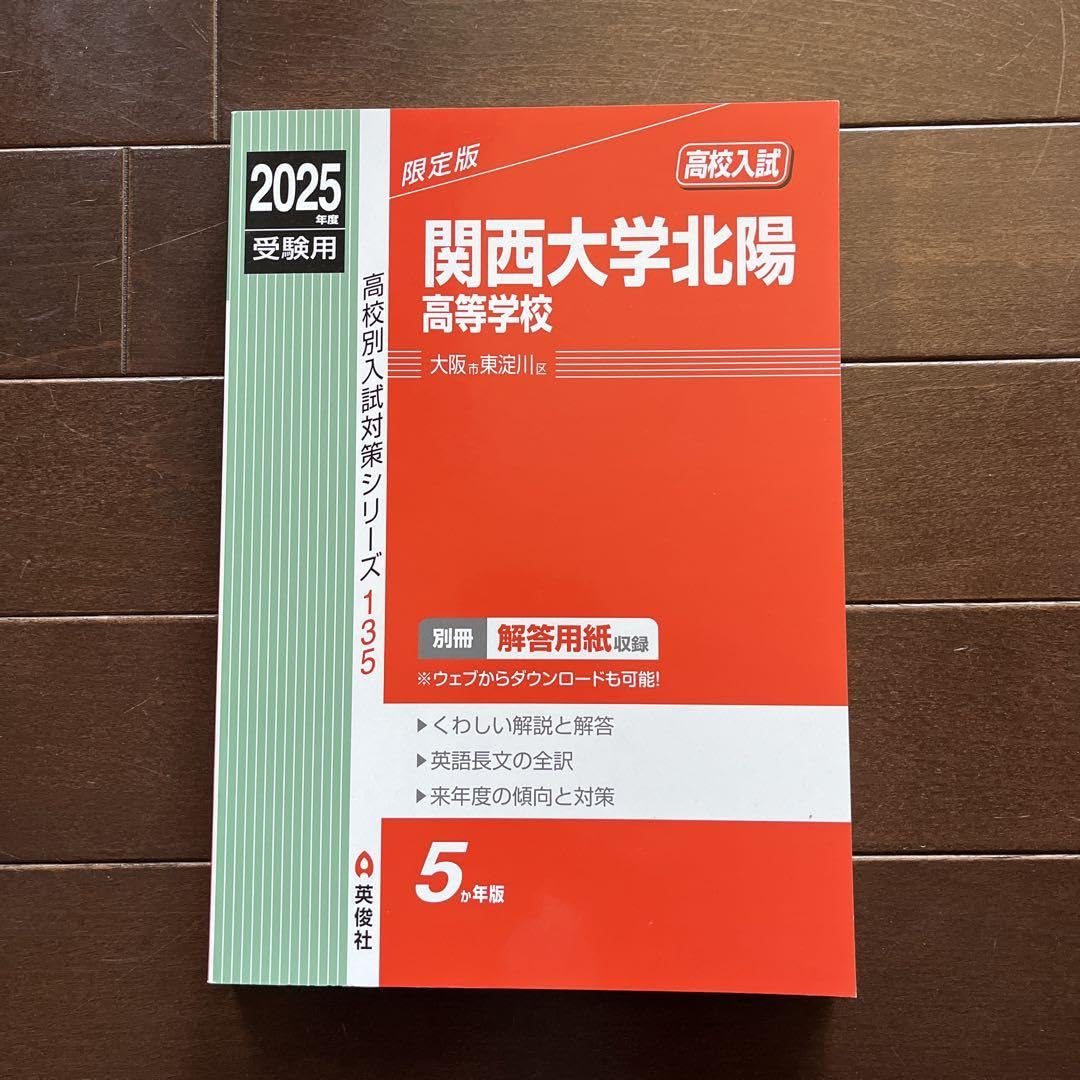 2025
年度
受験用
高校別入試対策シリーズ135
英俊社
限定版
高校入試
関西大学北陽
高等学校
大阪市東淀川区
別冊 解答用紙収録
※ウェブからダウンロードも可能!
▶くわしい解説と解答
▶英語長文の全訳
▶来年度の傾向と対策
5か年版